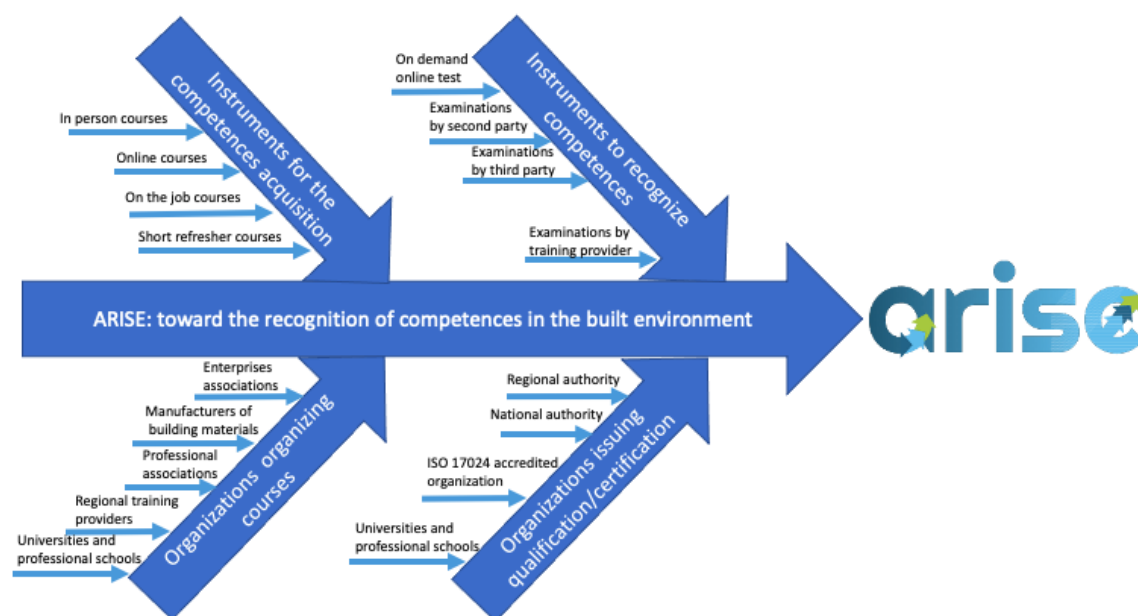 Instruments for the
competences acquisition
In person courses
Online courses
On the job courses
Short refresher courses
Instruments to recognize
competences
On demand
online test
Examinations
by second party
Examinations
by third party
Examinations by
training provider
ARISE: toward the recognition of competences in the built environment
arise
Enterprises
associations
Manufacturers of
building materials
Professional
associations
Regional training
providers
Universities and
professional schools
Organizations organizing
courses
Regional authority
National authority
ISO 17024 accredited
organization
Universities and
professional schools
Organizations issuing
qualification/certification